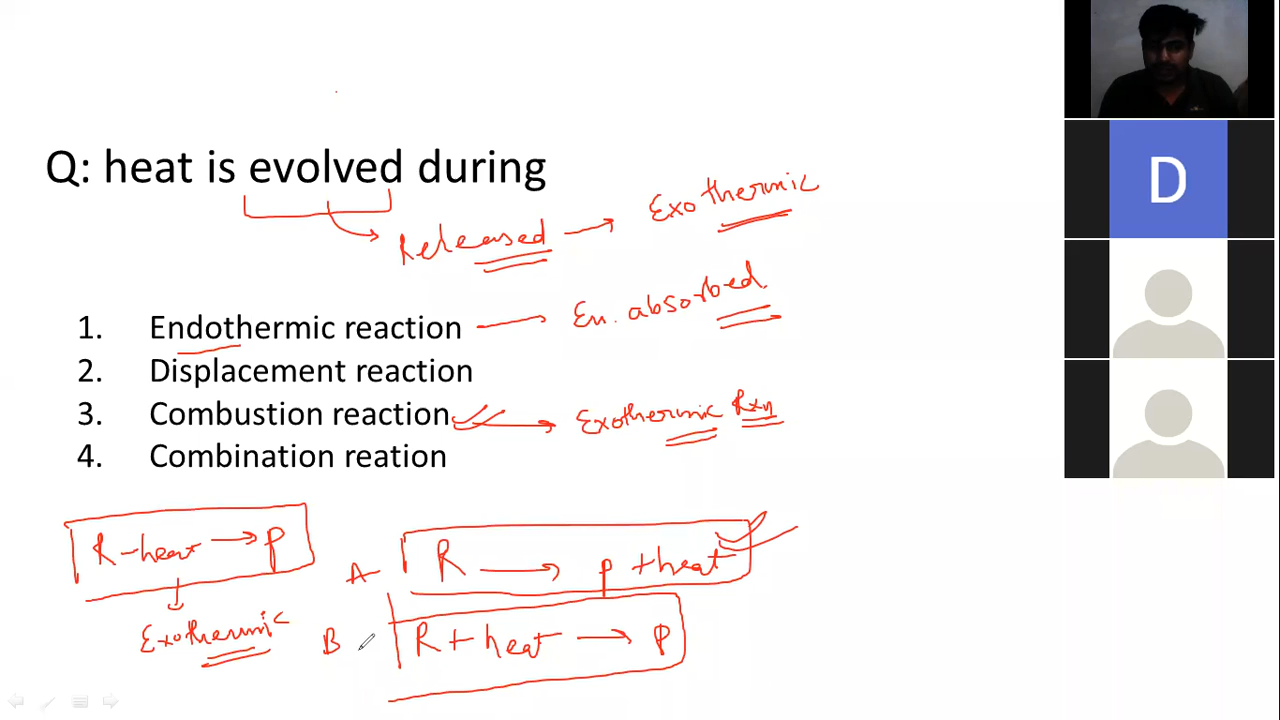 Q: heat is evolved during
Released → Exothermic
1. Endothermic reaction — En. absorbed.
2. Displacement reaction
3. Combustion reaction → Exothermic Rxn
4. Combination reation
R-heat → P
Exothermic
A R → P + heat
B R + heat → P
D